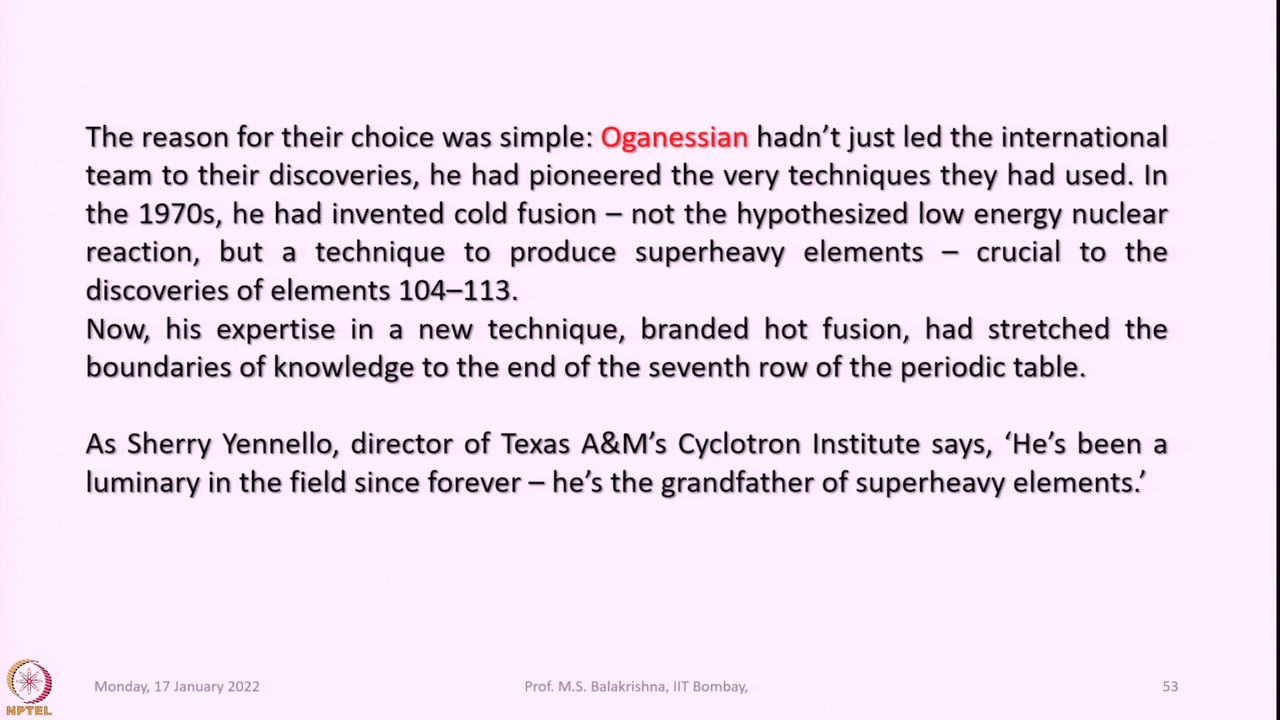 The reason for their choice was simple: Oganessian hadn’t just led the international
team to their discoveries, he had pioneered the very techniques they had used. In
the 1970s, he had invented cold fusion – not the hypothesized low energy nuclear
reaction, but a technique to produce superheavy elements – crucial to the
discoveries of elements 104–113.
Now, his expertise in a new technique, branded hot fusion, had stretched the
boundaries of knowledge to the end of the seventh row of the periodic table.
As Sherry Yennello, director of Texas A&M’s Cyclotron Institute says, ‘He’s been a
luminary in the field since forever – he’s the grandfather of superheavy elements.’
NPTEL
Monday, 17 January 2022
Prof. M.S. Balakrishna, IIT Bombay,
53